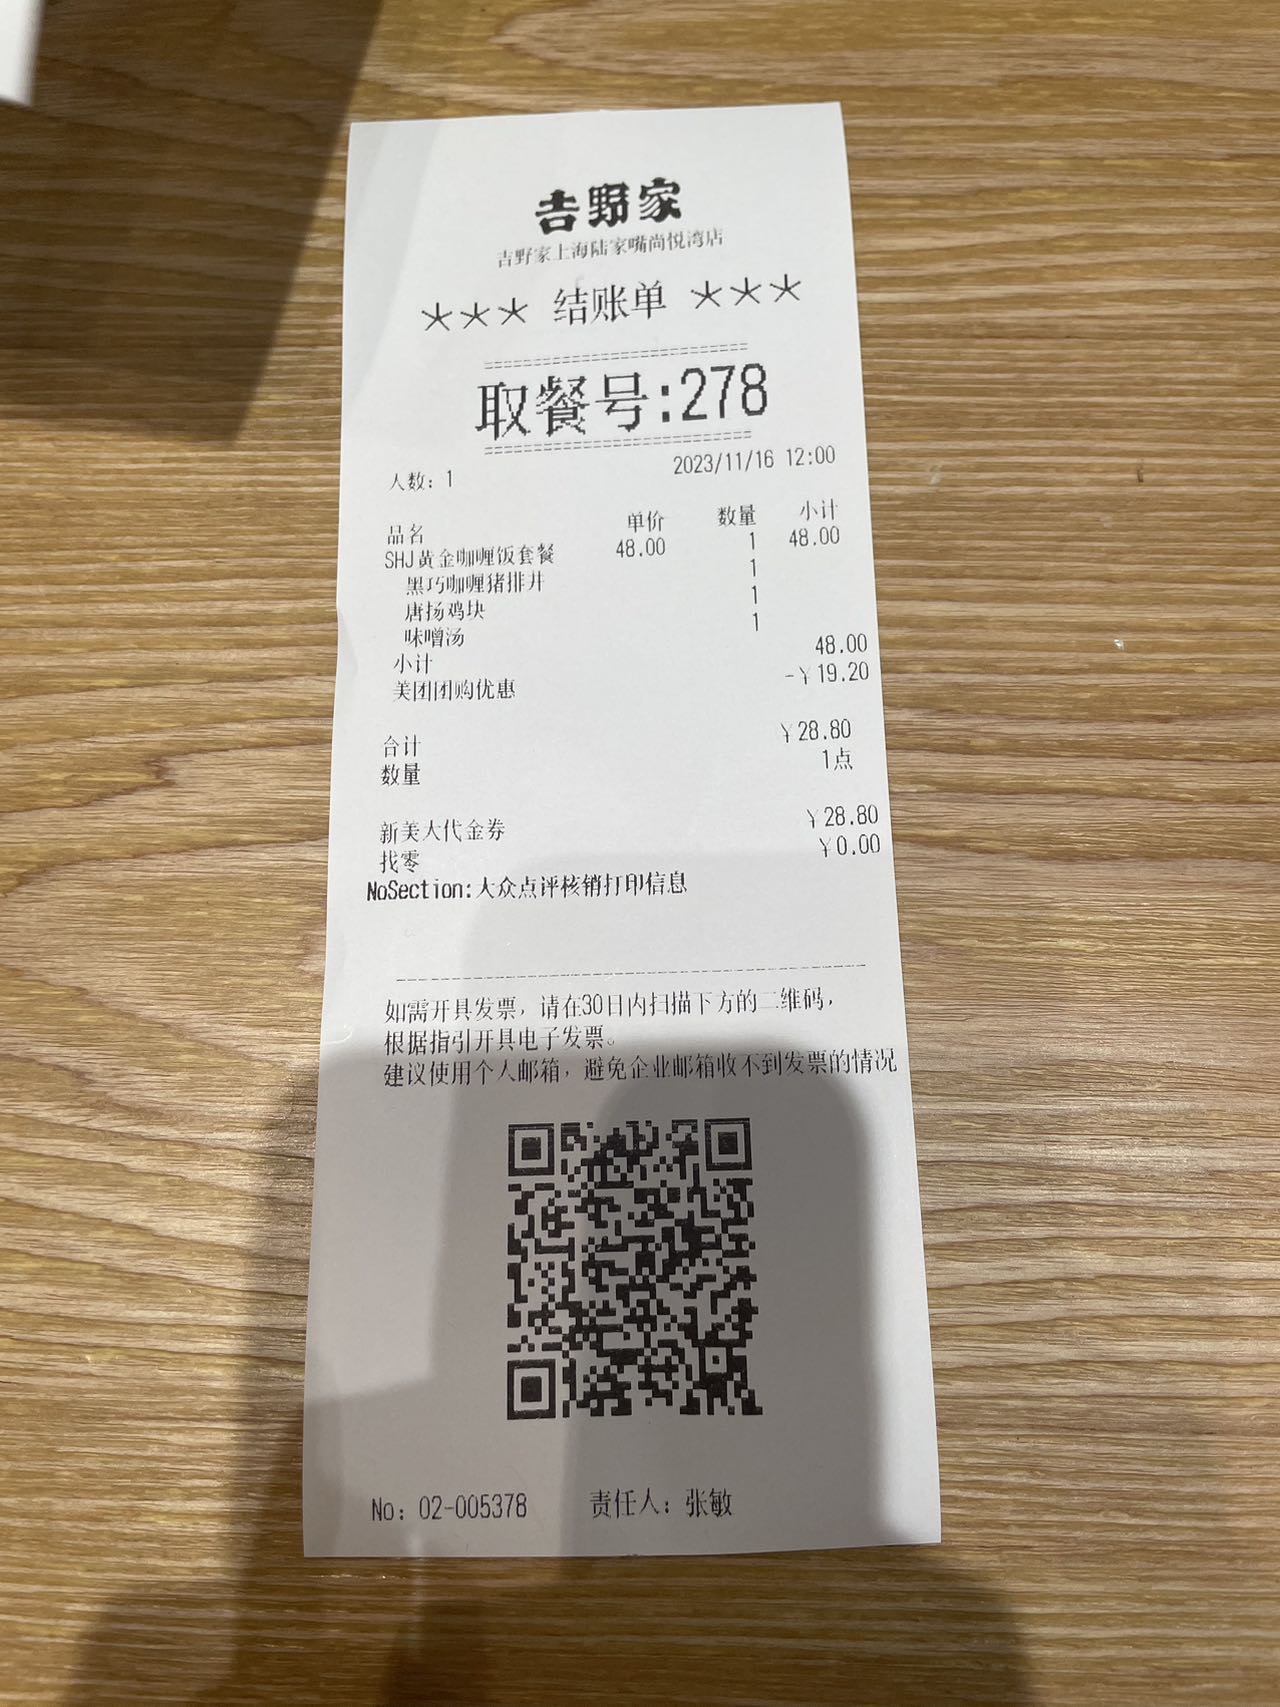 吉野家
吉野家上海陆家嘴尚悦湾店
*** 结账单 ***
==========================
取餐号:278
==========================
人数: 1 2023/11/16 12:00
品名 单价 数量 小计
SHJ黄金咖喱饭套餐 48.00 1 48.00
黑巧咖喱猪排丼 1
唐扬鸡块 1
味噌汤 1
小计 48.00
美团团购优惠 -￥19.20
合计 ￥28.80
数量 1点
新美大代金券 ￥28.80
找零 ￥0.00
NoSection:大众点评核销打印信息
如需开具发票，请在30日内扫描下方的二维码，
根据指引开具电子发票。
建议使用个人邮箱，避免企业邮箱收不到发票的情况
No: 02-005378 责任人: 张敏